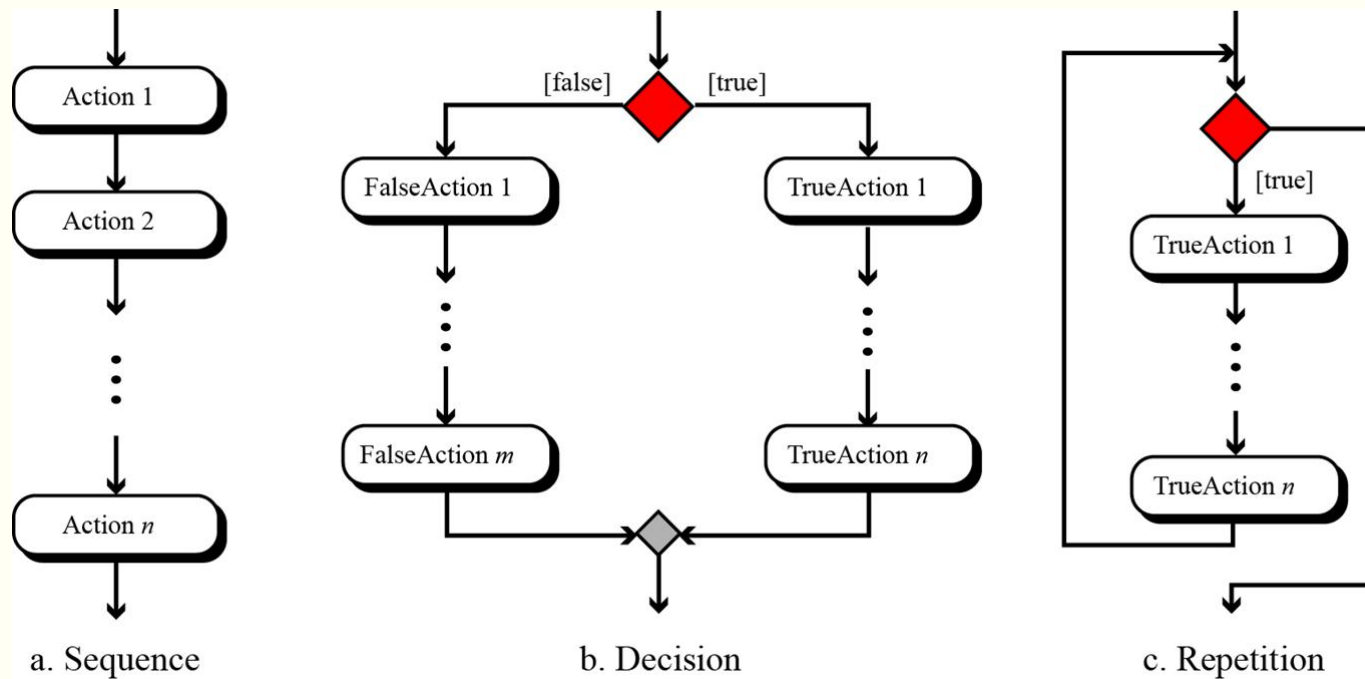 Action 1
Action 2
Action n
a. Sequence
[false]
[true]
FalseAction 1
TrueAction 1
FalseAction m
TrueAction n
b. Decision
[true]
TrueAction 1
TrueAction n
c. Repetition